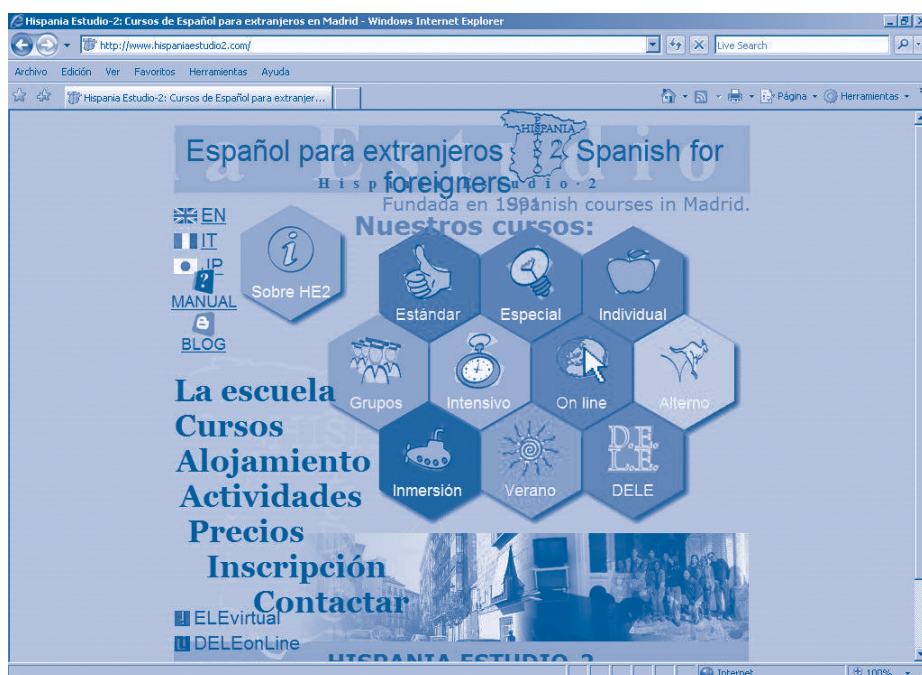 Hispania Estudio-2: Cursos de Español para extranjeros en Madrid - Windows Internet Explorer
http://www.hispaniaestudio2.com/
Live Search
Archivo Edición Ver Favoritos Herramientas Ayuda
Hispania Estudio-2: Cursos de Español para extranjer...
Página Herramientas
HISPANIA
Español para extranjeros 2 Spanish for
foreigners
Fundada en 1991
Spanish courses in Madrid.
Nuestros cursos:
EN
IT
JP
MANUAL
BLOG
Sobre HE2
Estándar
Especial
Individual
Grupos
Intensivo
On line
Alterno
Inmersión
Verano
D.E.
L.E.
DELE
La escuela
Cursos
Alojamiento
Actividades
Precios
Inscripción
Contactar
ELEvirtual
DELEonLine
HISPANIA ESTUDIO-2
Internet
100%